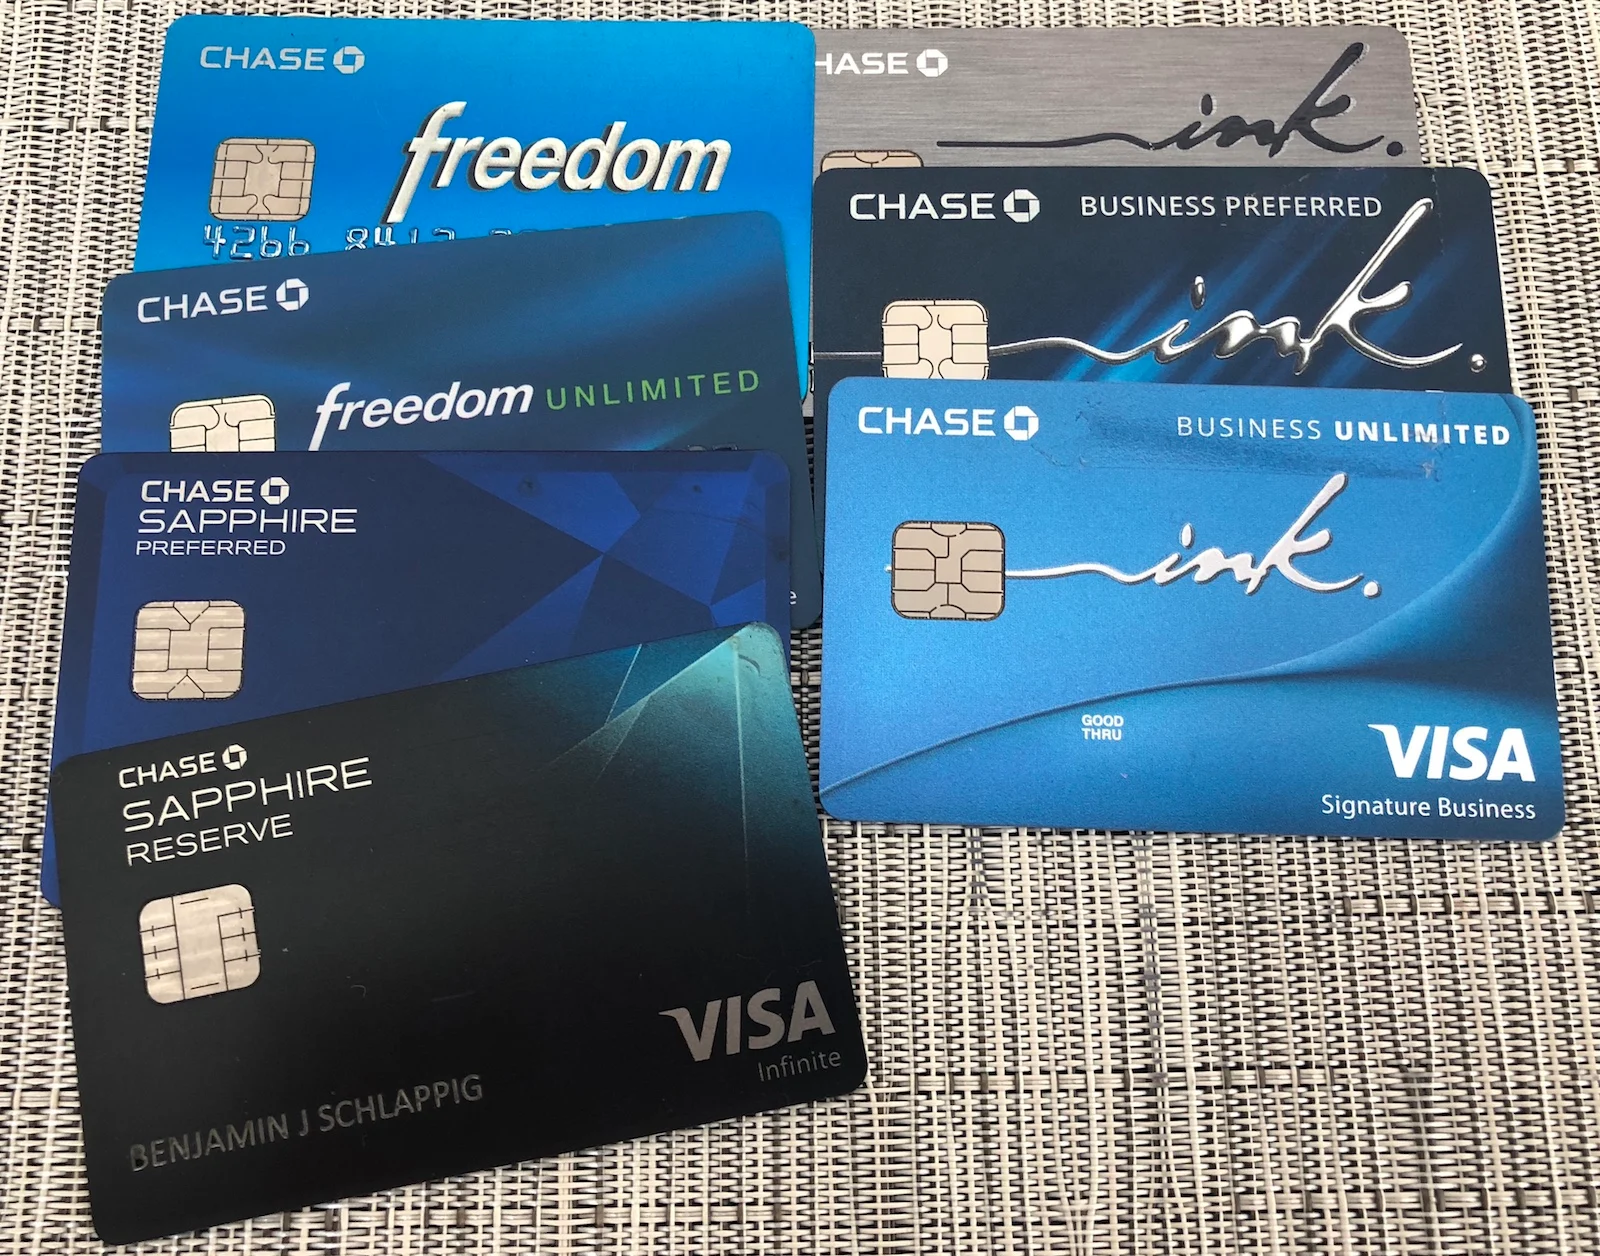 CHASE
freedom
4266 8412
CHASE
freedom UNLIMITED
CHASE
SAPPHIRE
PREFERRED
CHASE
SAPPHIRE
RESERVE
VISA
Infinite
BENJAMIN J SCHLAPPIG
HASE
ink.
CHASE BUSINESS PREFERRED
ink.
CHASE BUSINESS UNLIMITED
ink.
GOOD
THRU
VISA
Signature Business